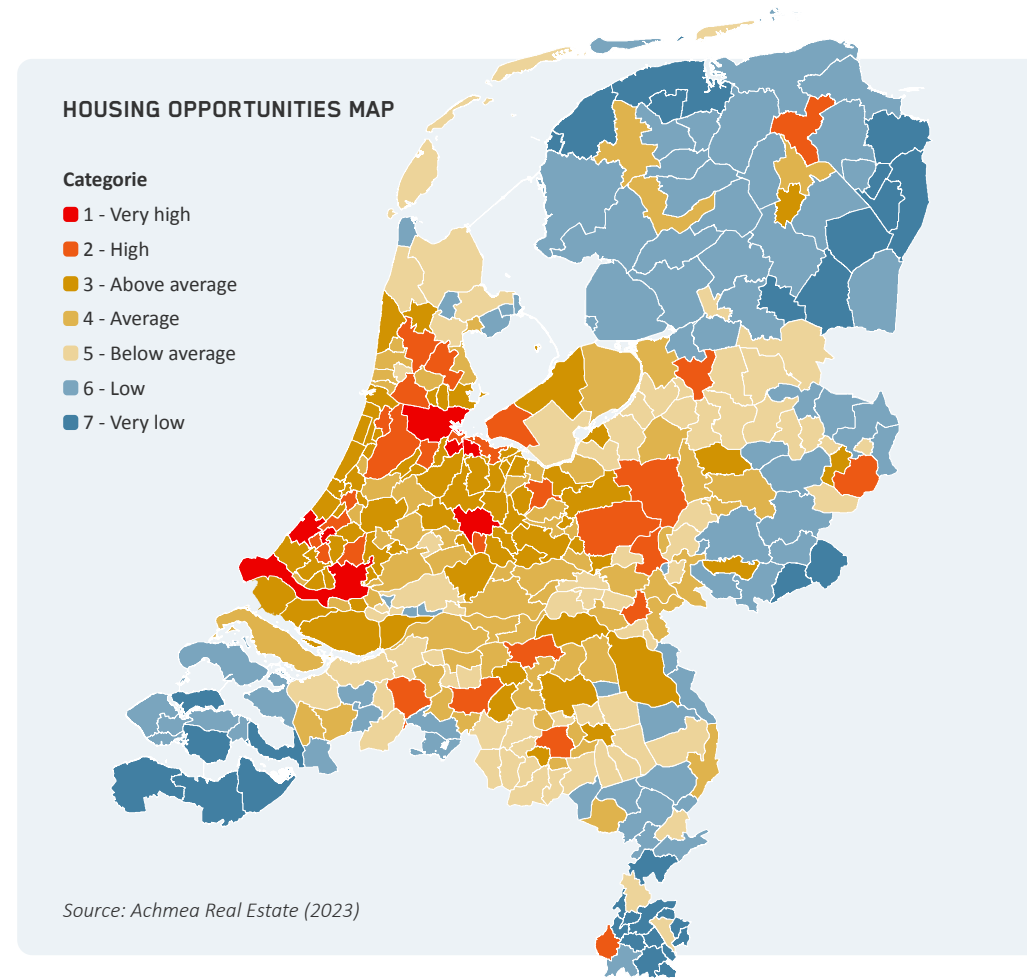 HOUSING OPPORTUNITIES MAP
Categorie
1 - Very high
2 - High
3 - Above average
4 - Average
5 - Below average
6 - Low
7 - Very low
Source: Achmea Real Estate (2023)